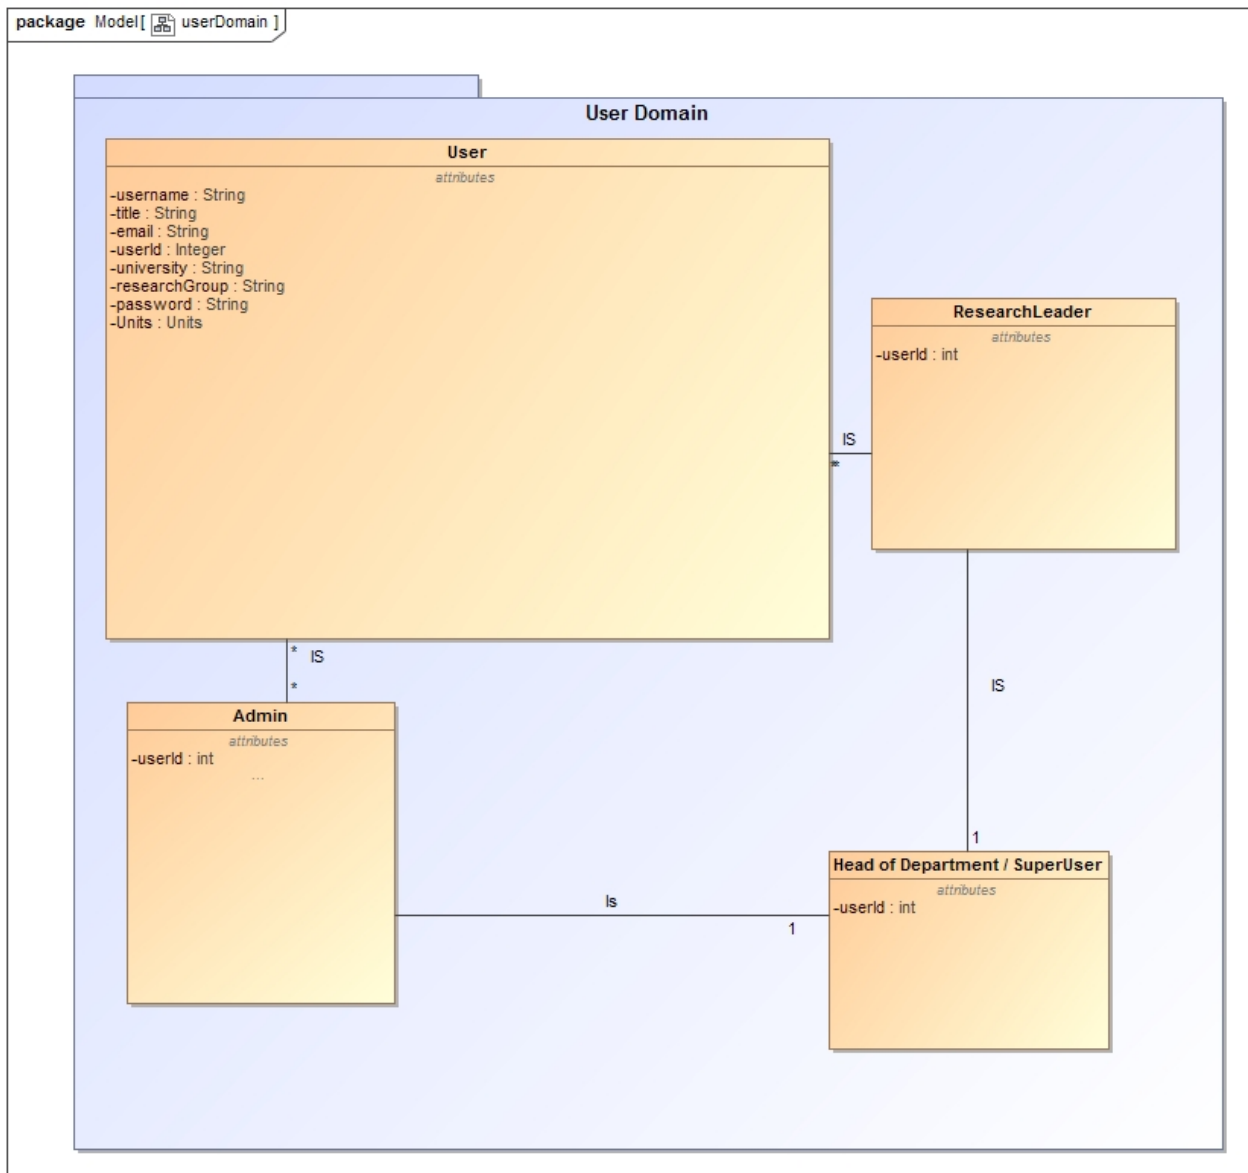 package Model[ userDomain ]
User Domain
User
attributes
-username : String
-title : String
-email : String
-userId : Integer
-university : String
-researchGroup : String
-password : String
-Units : Units
ResearchLeader
attributes
-userId : int
IS
*
* IS
*
Admin
attributes
-userId : int
...
IS
1
Head of Department / SuperUser
attributes
-userId : int
Is
1